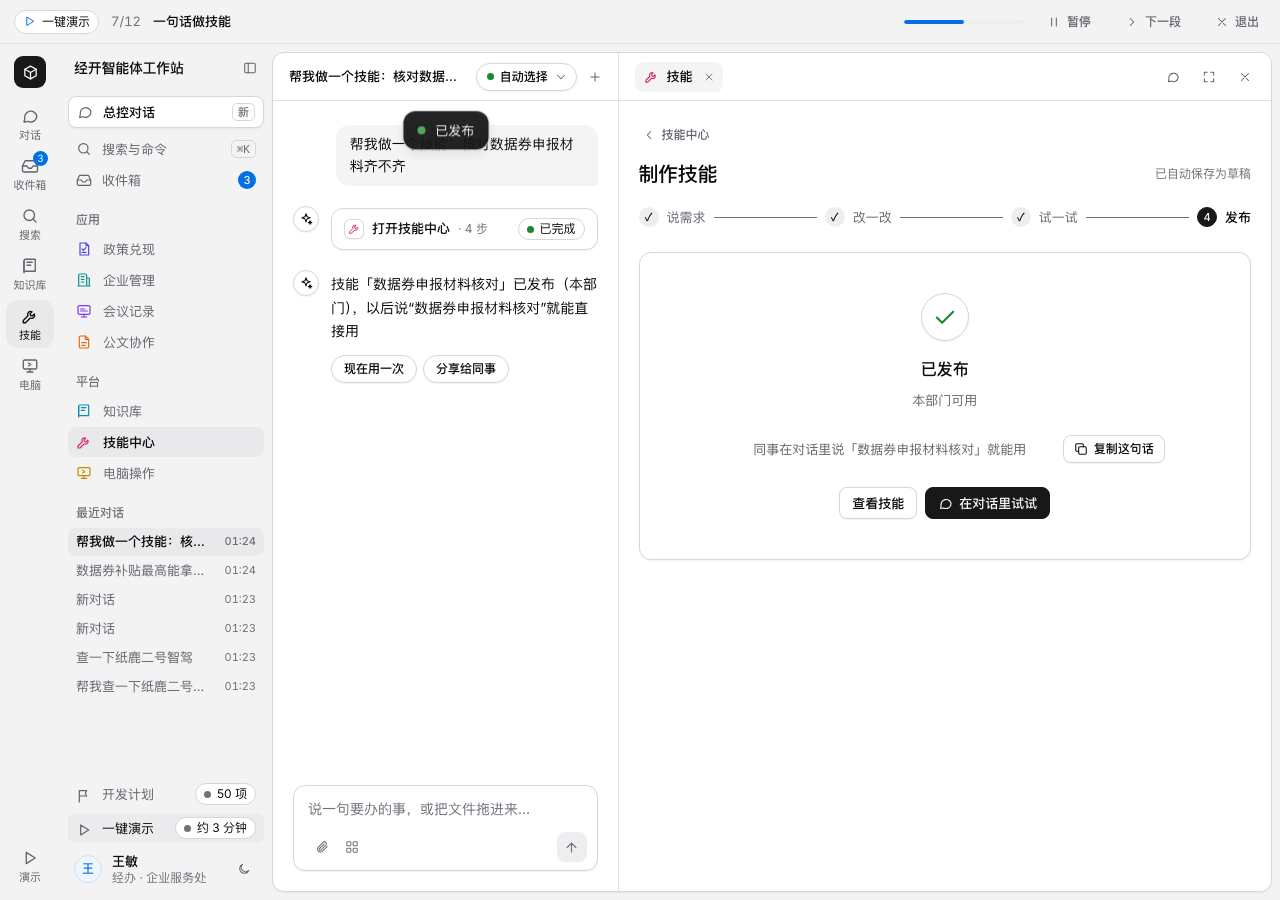 一键演示
7/12
一句话做技能
暂停
下一段
退出
对话
收件箱
3
搜索
知识库
技能
电脑
演示
经开智能体工作站
总控对话
新
搜索与命令
⌘K
收件箱
3
应用
政策兑现
企业管理
会议记录
公文协作
平台
知识库
技能中心
电脑操作
最近对话
帮我做一个技能：核...
01:24
数据券补贴最高能拿...
01:24
新对话
01:23
新对话
01:23
查一下纸鹿二号智驾
01:23
帮我查一下纸鹿二号...
01:23
开发计划
50 项
一键演示
约 3 分钟
王
王敏
经办 · 企业服务处
帮我做一个技能：核对数据...
自动选择
已发布
帮我做一
对数据券申报材
料齐不齐
打开技能中心
· 4 步
已完成
技能「数据券申报材料核对」已发布（本部
门），以后说“数据券申报材料核对”就能直
接用
现在用一次
分享给同事
说一句要办的事，或把文件拖进来...
技能
技能中心
制作技能
已自动保存为草稿
说需求
改一改
试一试
4
发布
已发布
本部门可用
同事在对话里说「数据券申报材料核对」就能用
复制这句话
查看技能
在对话里试试